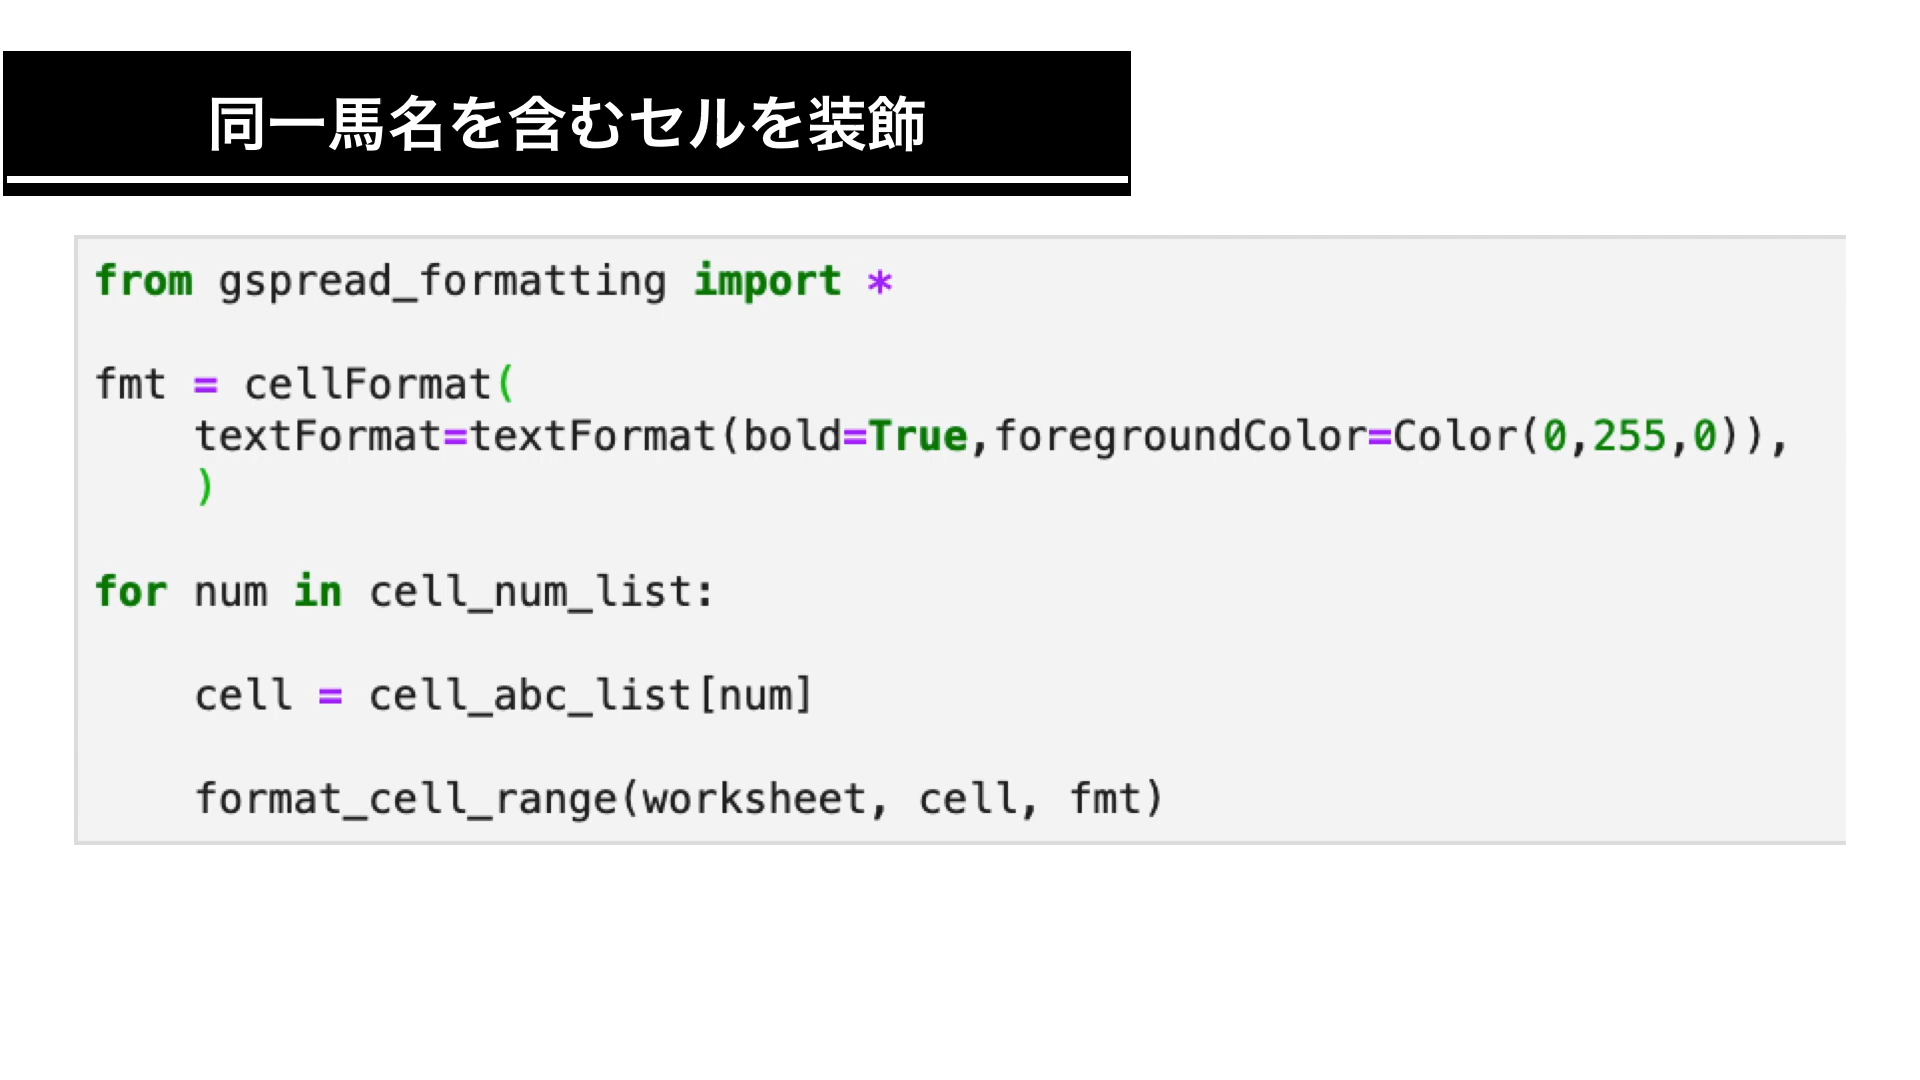 同一馬名を含むセルを装飾
from gspread_formatting import *
fmt = cellFormat(
    textFormat=textFormat(bold=True,foregroundColor=Color(0,255,0)),
    )
for num in cell_num_list:
    cell = cell_abc_list[num]
    format_cell_range(worksheet, cell, fmt)